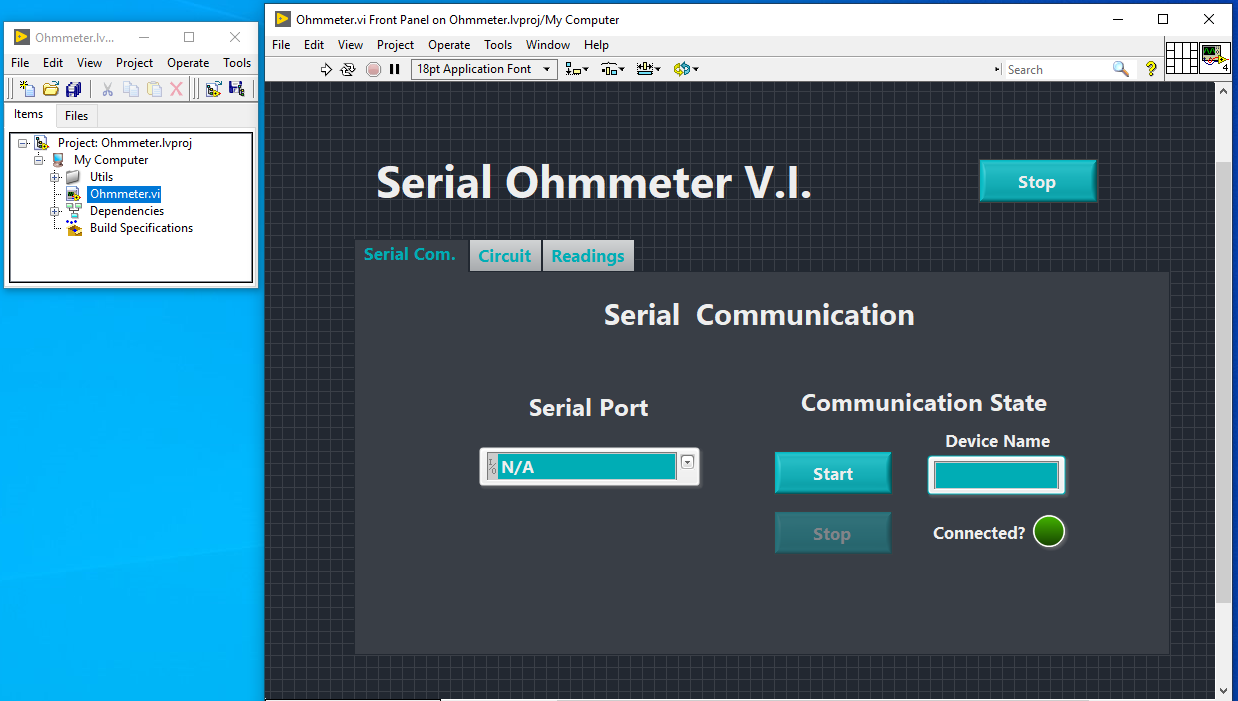 Ohmmeter.lv...
File Edit View Project Operate Tools
Items Files
Project: Ohmmeter.lvproj
My Computer
Utils
Ohmmeter.vi
Dependencies
Build Specifications
Ohmmeter.vi Front Panel on Ohmmeter.lvproj/My Computer
File Edit View Project Operate Tools Window Help
18pt Application Font
Search
?
4
Serial Ohmmeter V.I.
Stop
Serial Com. Circuit Readings
Serial Communication
Serial Port
I/O N/A
Communication State
Device Name
Start
Stop
Connected?